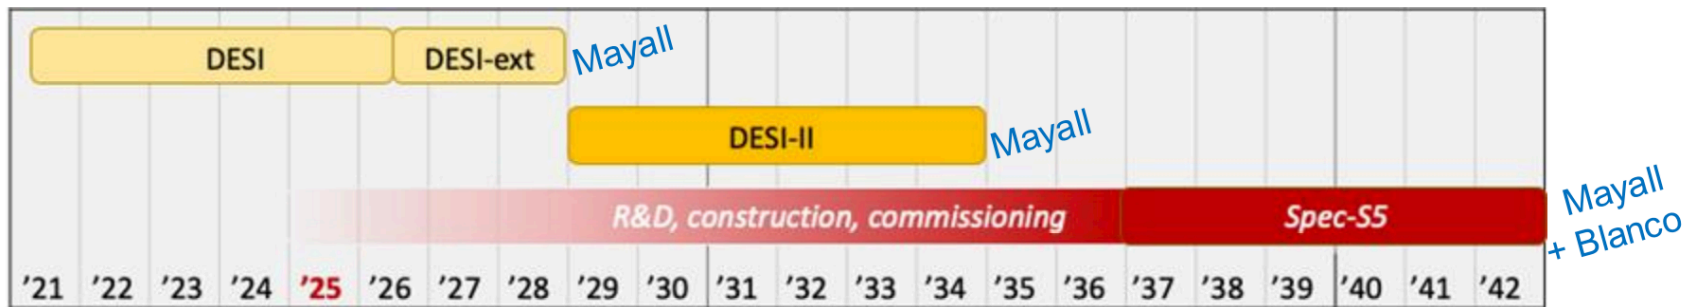 DESI DESI-ext Mayall
DESI-II Mayall
R&D, construction, commissioning Spec-S5 Mayall
+ Blanco
'21 '22 '23 '24 '25 '26 '27 '28 '29 '30 '31 '32 '33 '34 '35 '36 '37 '38 '39 '40 '41 '42